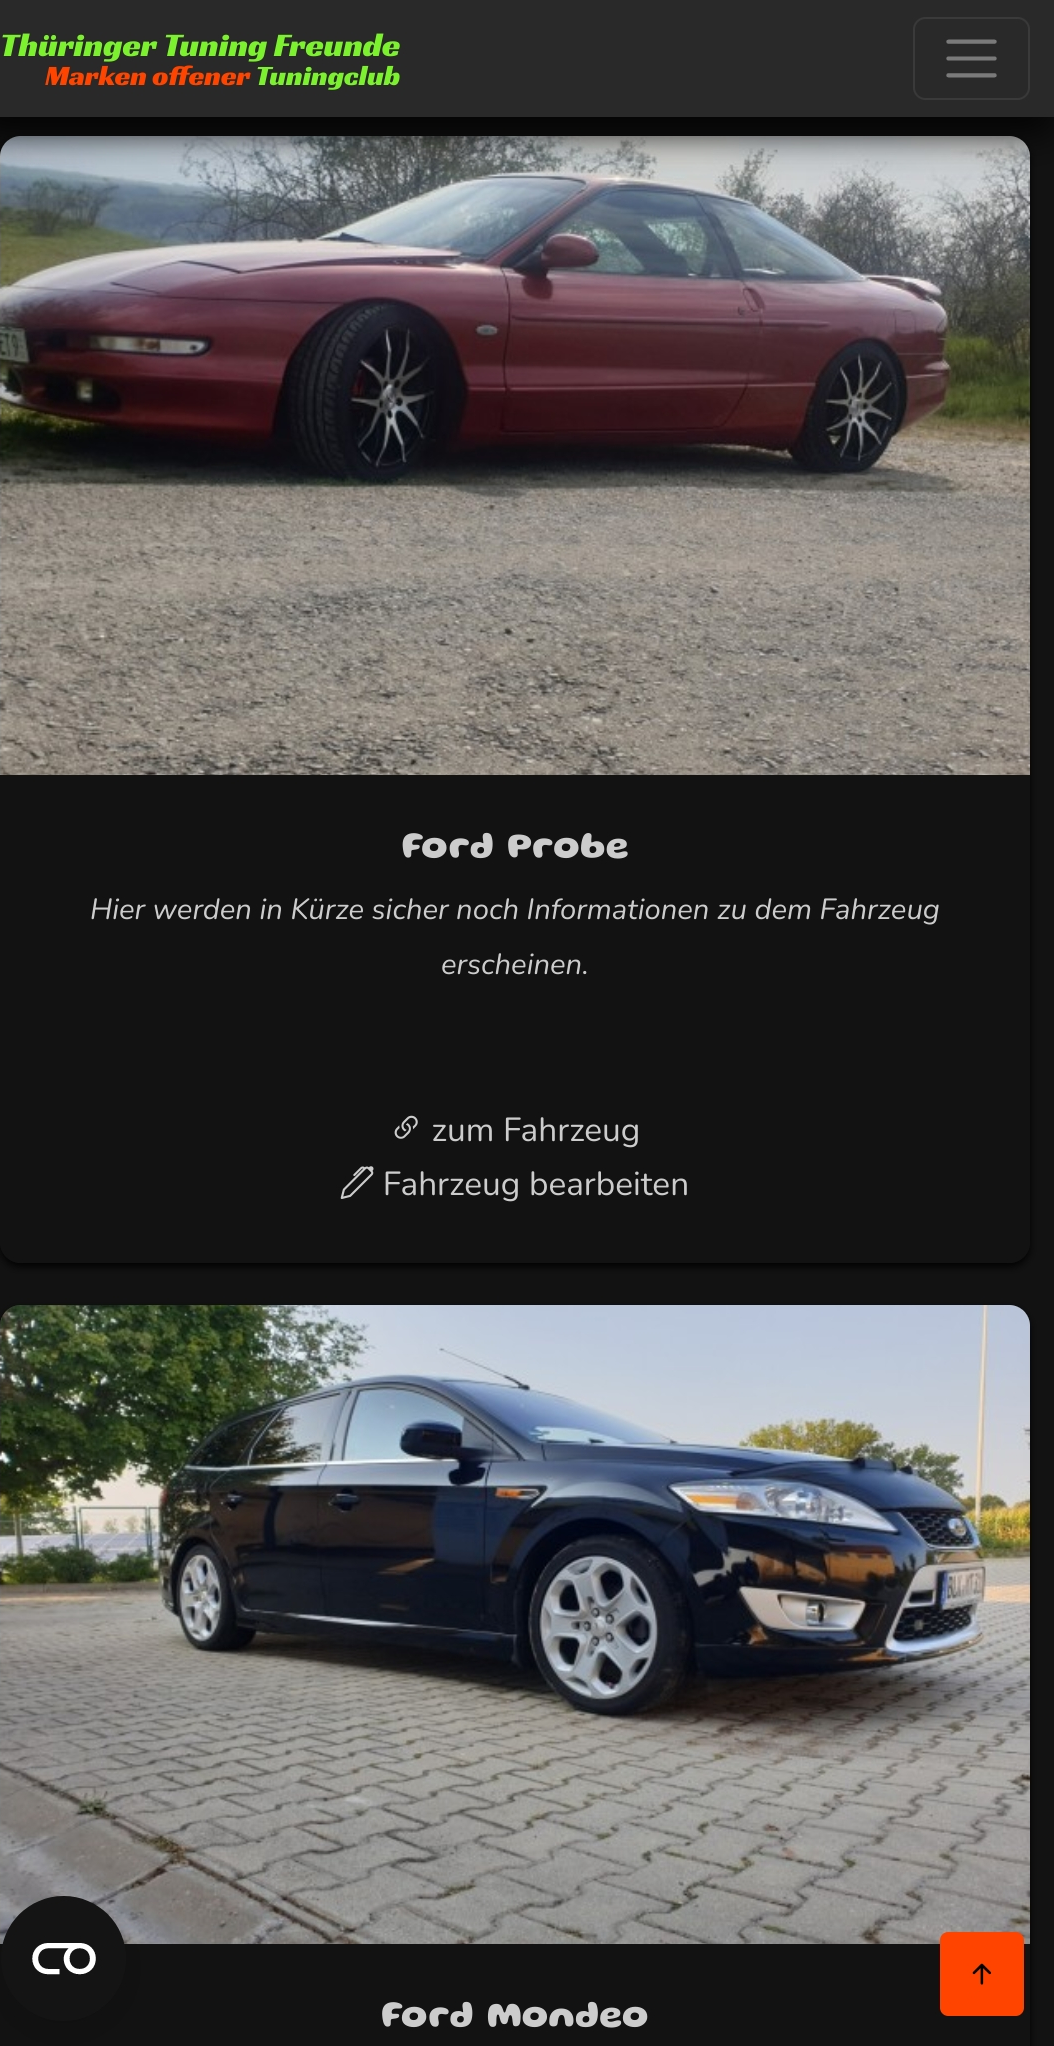 Thüringer Tuning Freunde
Marken offener Tuningclub
Ford Probe
Hier werden in Kürze sicher noch Informationen zu dem Fahrzeug
erscheinen.
zum Fahrzeug
Fahrzeug bearbeiten
Ford Mondeo